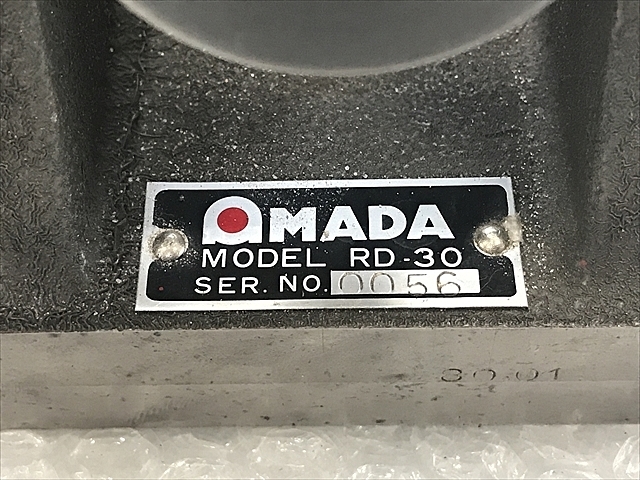 AMADA
MODEL RD-30
SER. NO. 0056
30.01